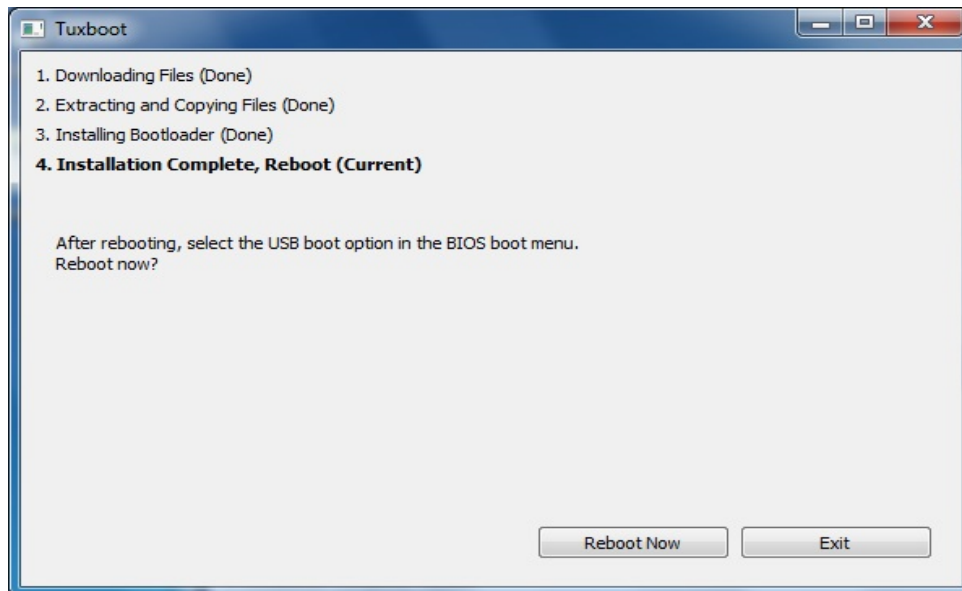 Tuxboot
1. Downloading Files (Done)
2. Extracting and Copying Files (Done)
3. Installing Bootloader (Done)
4. Installation Complete, Reboot (Current)
After rebooting, select the USB boot option in the BIOS boot menu.
Reboot now?
Reboot Now
Exit